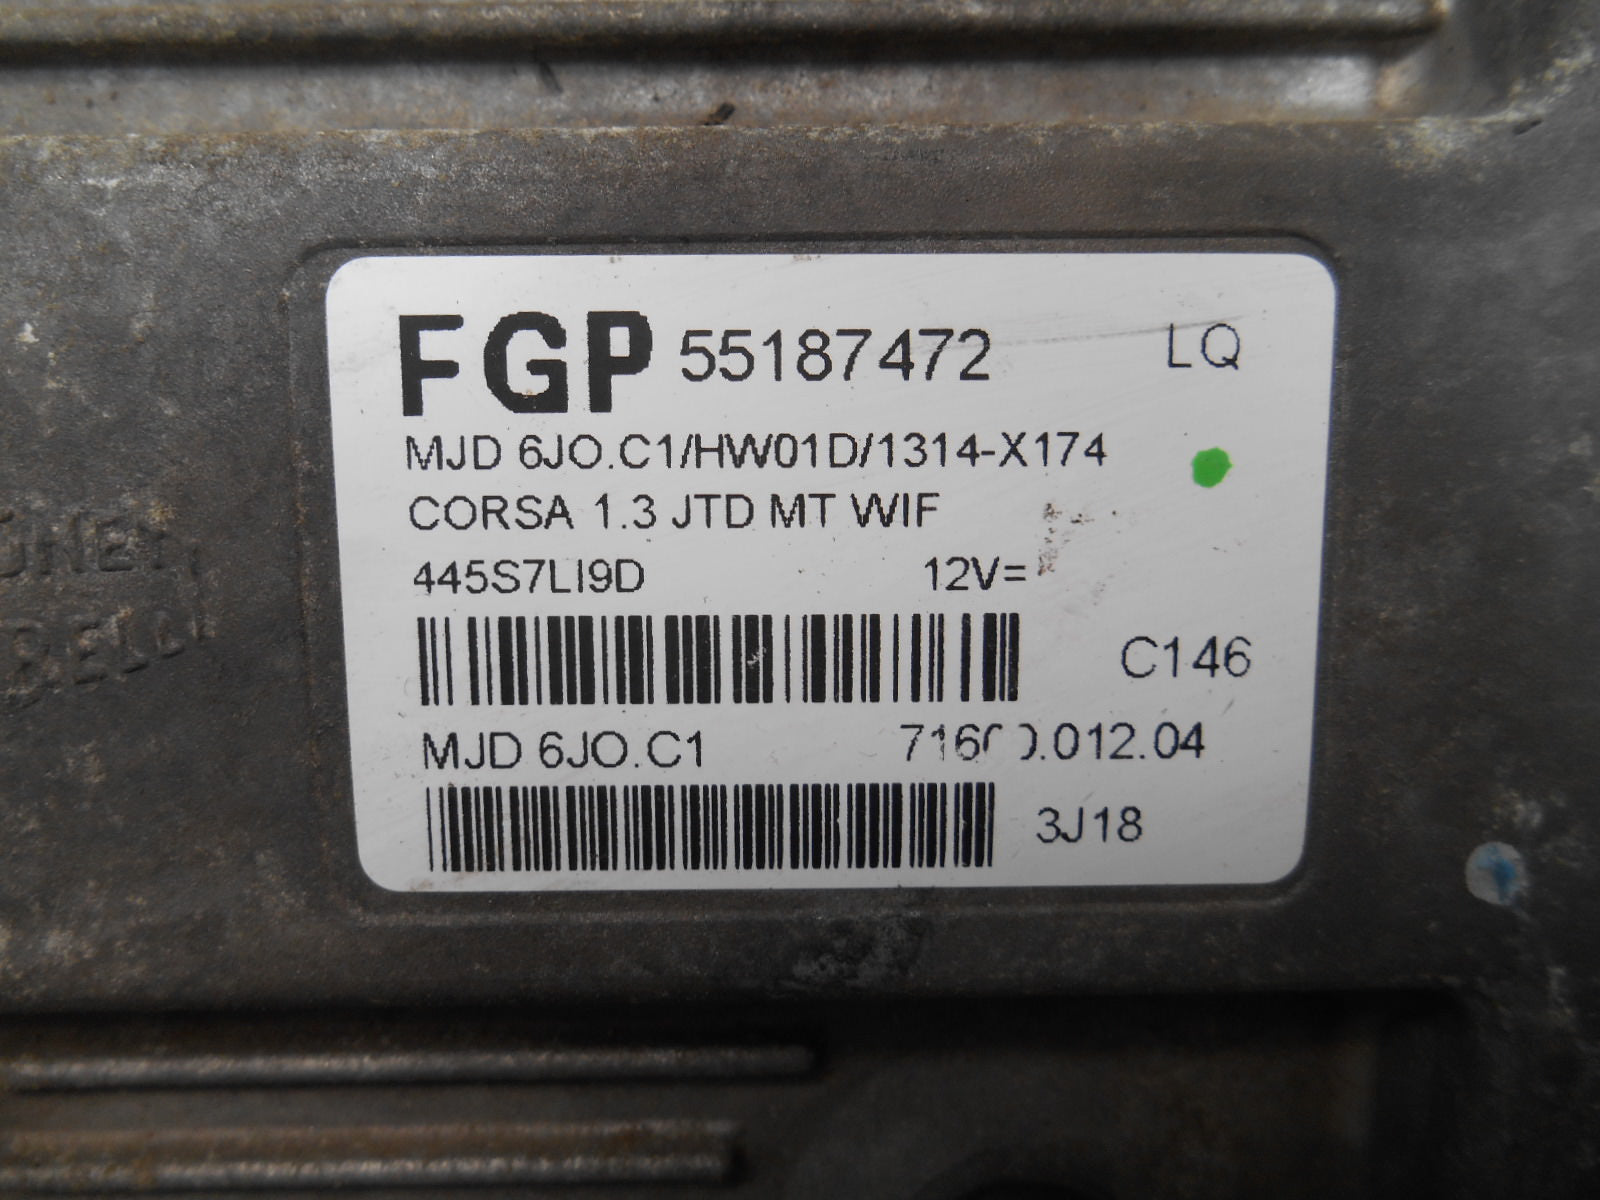 FGP 55187472 LQ
MJD 6JO.C1/HW01D/1314-X174
CORSA 1.3 JTD MT WIF
445S7LI9D 12V=
C146
MJD 6JO.C1
3J18